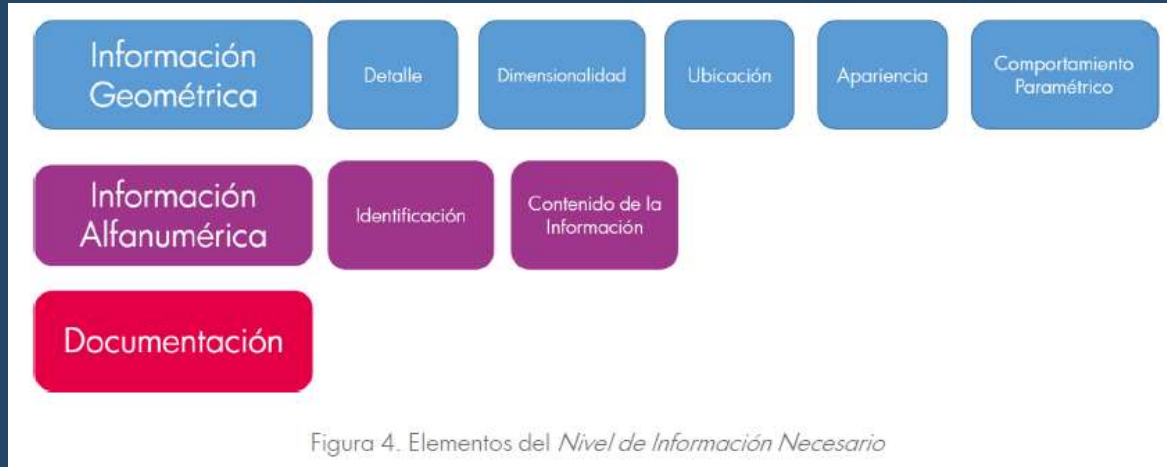 Información
Geométrica
Detalle
Dimensionalidad
Ubicación
Apariencia
Comportamiento
Paramétrico
Información
Alfanumérica
Identificación
Contenido de la
Información
Documentación
Figura 4. Elementos del Nivel de Información Necesario